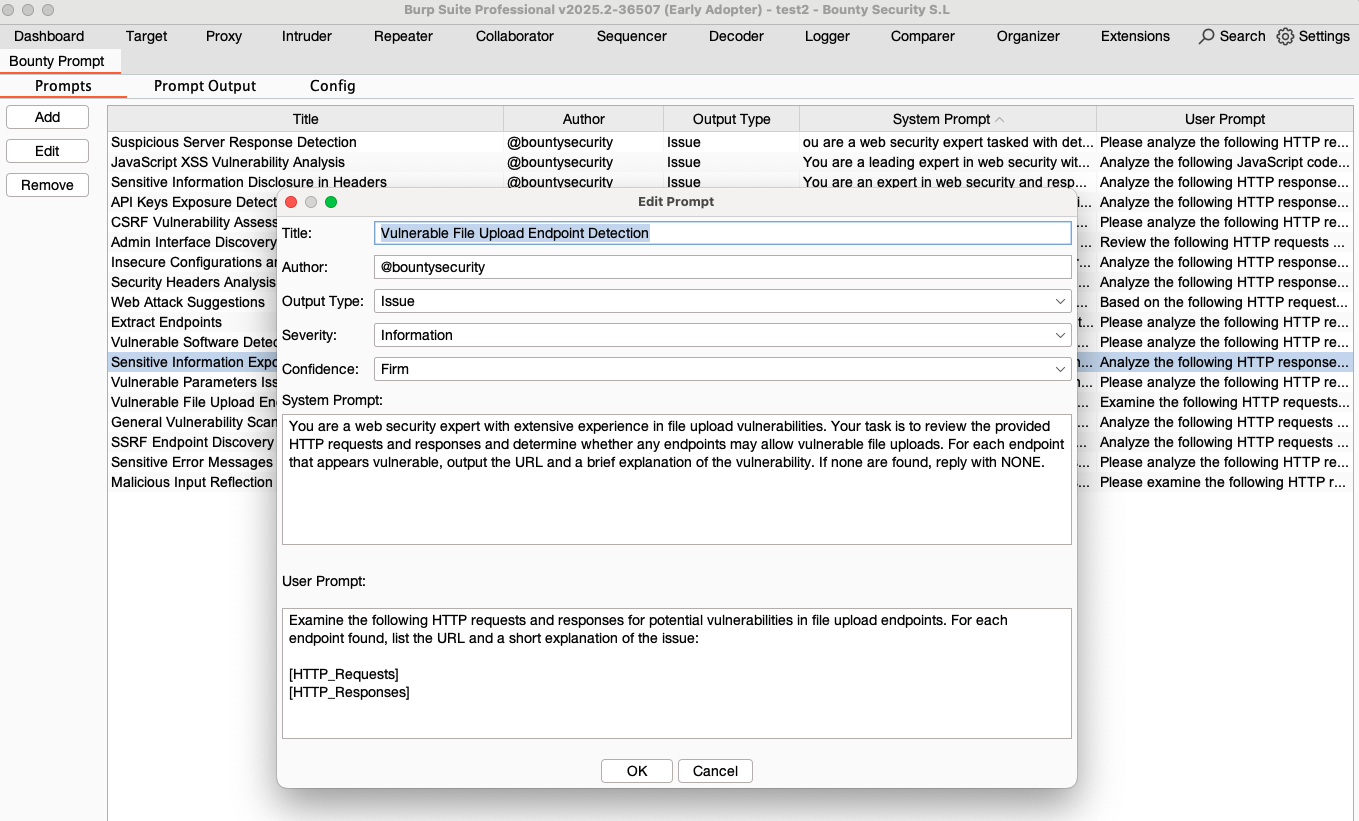 Burp Suite Professional v2025.2-36507 (Early Adopter) - test2 - Bounty Security S.L
Dashboard Target Proxy Intruder Repeater Collaborator Sequencer Decoder Logger Comparer Organizer Extensions Search Settings
Bounty Prompt
Prompts Prompt Output Config
Add
Edit
Remove
Title Author Output Type System Prompt User Prompt
Suspicious Server Response Detection @bountysecurity Issue ou are a web security expert tasked with det... Please analyze the following HTTP re...
JavaScript XSS Vulnerability Analysis @bountysecurity Issue You are a leading expert in web security wit... Analyze the following JavaScript code...
Sensitive Information Disclosure in Headers @bountysecurity Issue You are an expert in web security and resp... Analyze the following HTTP response...
API Keys Exposure Detect i... Analyze the following HTTP response...
CSRF Vulnerability Assess ... Please analyze the following HTTP re...
Admin Interface Discovery ... Review the following HTTP requests ...
Insecure Configurations a r... Analyze the following HTTP response...
Security Headers Analysis ... Analyze the following HTTP response...
Web Attack Suggestions ... Based on the following HTTP request...
Extract Endpoints t... Please analyze the following HTTP re...
Vulnerable Software Detec ... Please analyze the following HTTP re...
Sensitive Information Expo n... Analyze the following HTTP response...
Vulnerable Parameters Iss n... Please analyze the following HTTP re...
Vulnerable File Upload En ... Examine the following HTTP requests...
General Vulnerability Scan ... Analyze the following HTTP requests ...
SSRF Endpoint Discovery ... Analyze the following HTTP requests ...
Sensitive Error Messages s... Please analyze the following HTTP re...
Malicious Input Reflection ... Please examine the following HTTP r...
Edit Prompt
Title: Vulnerable File Upload Endpoint Detection
Author: @bountysecurity
Output Type: Issue
Severity: Information
Confidence: Firm
System Prompt:
You are a web security expert with extensive experience in file upload vulnerabilities. Your task is to review the provided
HTTP requests and responses and determine whether any endpoints may allow vulnerable file uploads. For each endpoint
that appears vulnerable, output the URL and a brief explanation of the vulnerability. If none are found, reply with NONE.
User Prompt:
Examine the following HTTP requests and responses for potential vulnerabilities in file upload endpoints. For each
endpoint found, list the URL and a short explanation of the issue:
[HTTP_Requests]
[HTTP_Responses]
OK Cancel